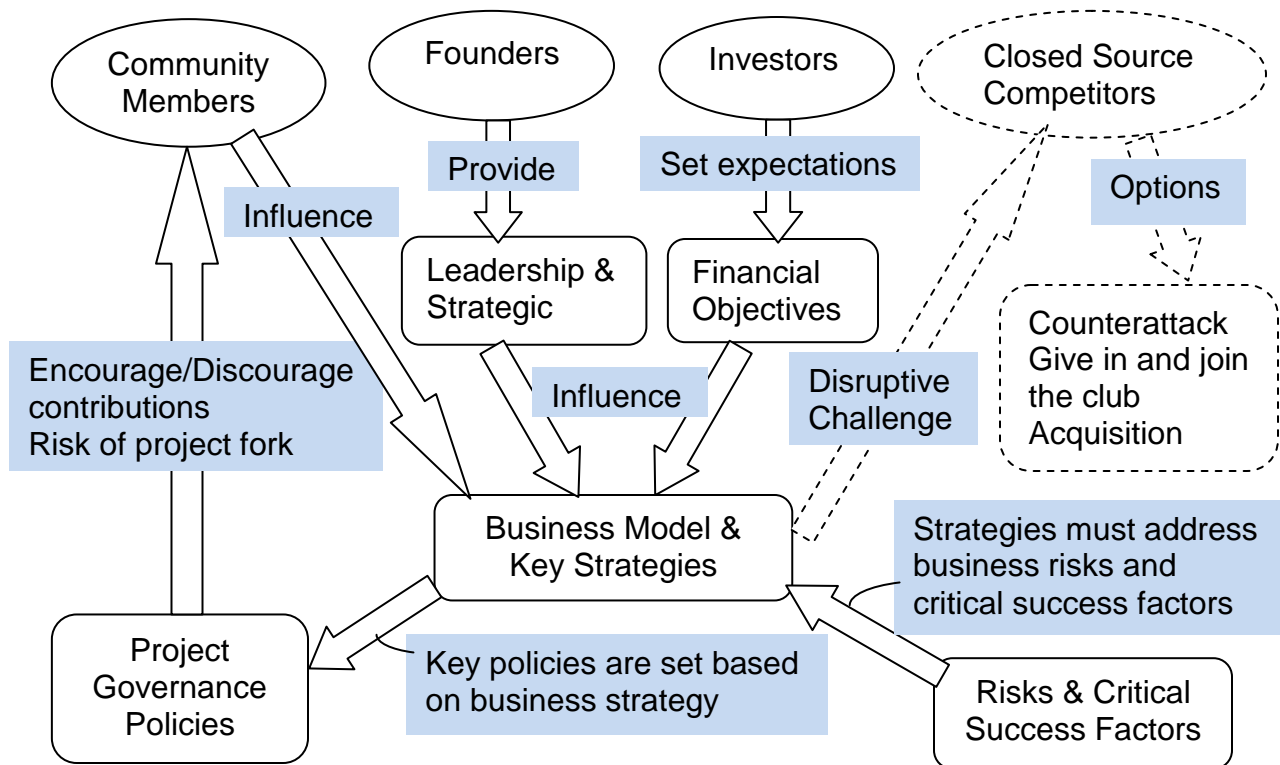 Community
Members
Founders
Investors
Closed Source
Competitors
Provide
Set expectations
Options
Influence
Leadership &
Strategic
Financial
Objectives
Counterattack
Give in and join
the club
Acquisition
Encourage/Discourage
contributions
Risk of project fork
Influence
Disruptive
Challenge
Business Model &
Key Strategies
Strategies must address
business risks and
critical success factors
Project
Governance
Policies
Key policies are set based
on business strategy
Risks & Critical
Success Factors